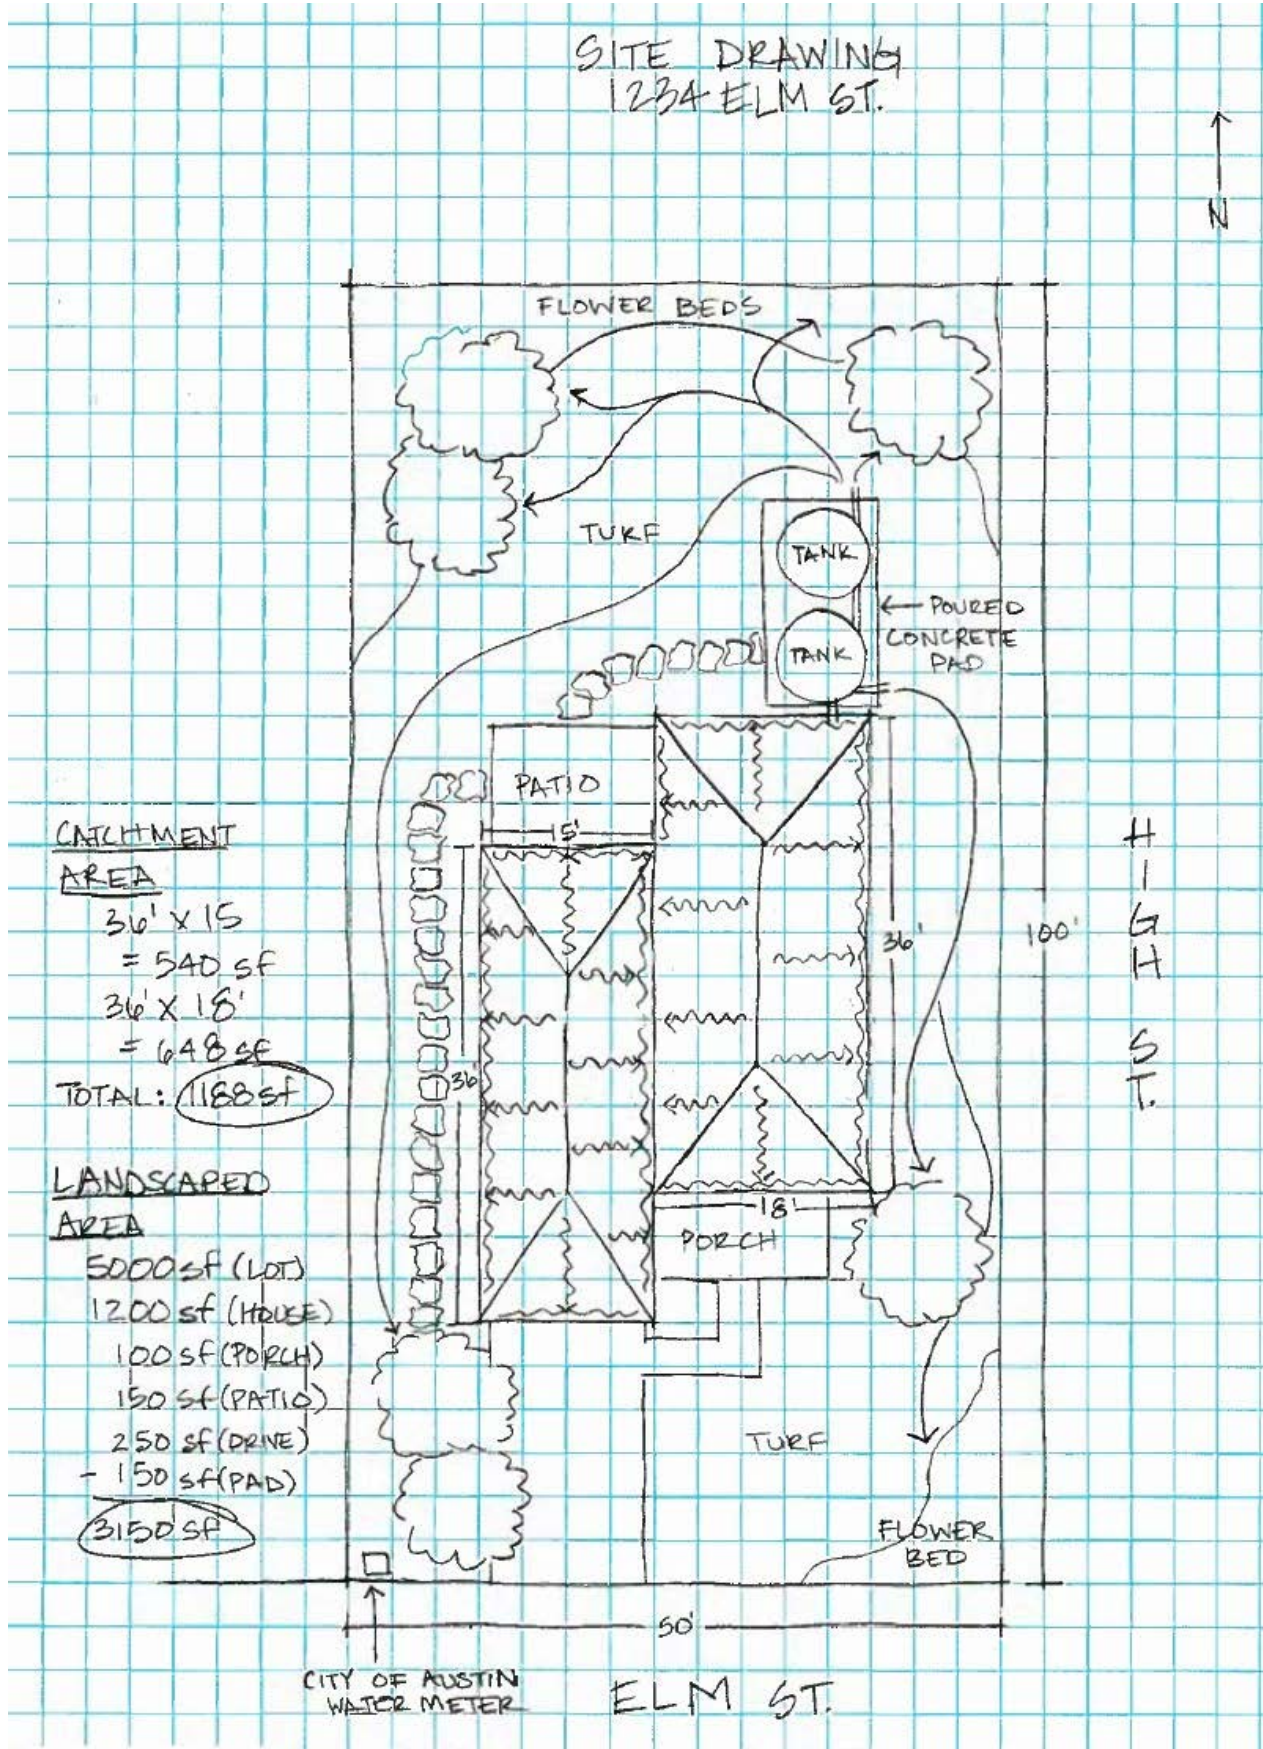 SITE DRAWING
1234 ELM ST.
N
FLOWER BEDS
TURF
TANK
TANK
POURED
CONCRETE
PAD
PATIO
15'
CATCHMENT
AREA
36' X 15
= 540 sf
36' X 18'
= 648 sf
TOTAL: 1188 sf
36'
36'
100'
HIGH ST.
LANDSCAPED
AREA
5000 sf (LOT)
1200 sf (HOUSE)
100 sf (PORCH)
150 sf (PATIO)
250 sf (DRIVE)
- 150 sf (PAD)
3150 sf
18'
PORCH
TURF
FLOWER
BED
50'
CITY OF AUSTIN
WATER METER
ELM ST.